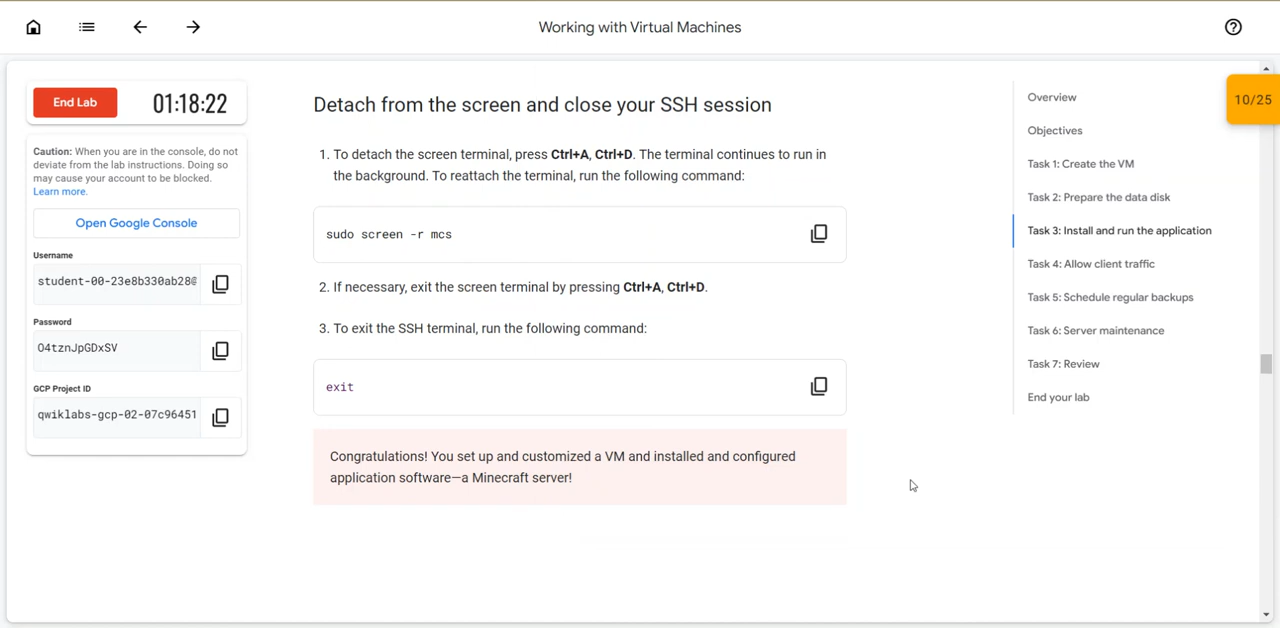 Working with Virtual Machines
End Lab
01:18:22
Caution: When you are in the console, do not
deviate from the lab instructions. Doing so
may cause your account to be blocked.
Learn more.
Open Google Console
Username
student-00-23e8b330ab28@
Password
O4tznJpGDxSV
GCP Project ID
qwiklabs-gcp-02-07c96451
Detach from the screen and close your SSH session
1. To detach the screen terminal, press Ctrl+A, Ctrl+D. The terminal continues to run in
the background. To reattach the terminal, run the following command:
sudo screen -r mcs
2. If necessary, exit the screen terminal by pressing Ctrl+A, Ctrl+D.
3. To exit the SSH terminal, run the following command:
exit
Congratulations! You set up and customized a VM and installed and configured
application software—a Minecraft server!
Overview
Objectives
Task 1: Create the VM
Task 2: Prepare the data disk
Task 3: Install and run the application
Task 4: Allow client traffic
Task 5: Schedule regular backups
Task 6: Server maintenance
Task 7: Review
End your lab
10/25